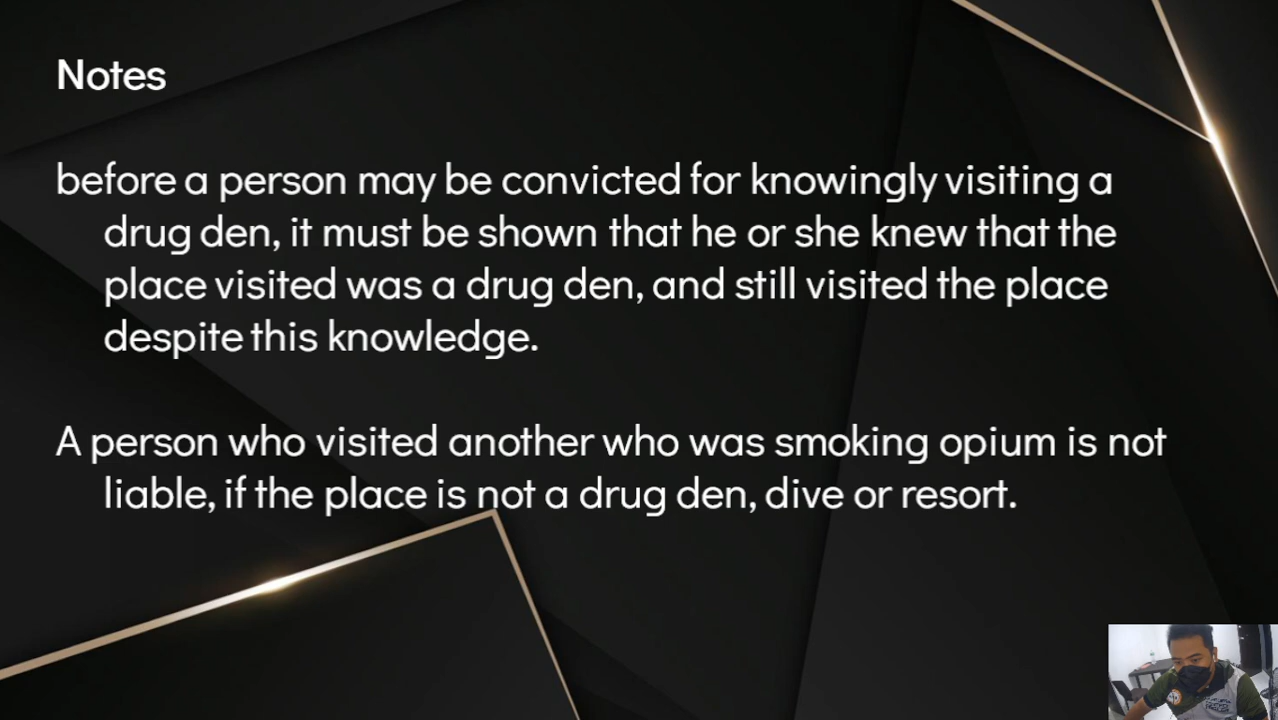 Notes
before a person may be convicted for knowingly visiting a
drug den, it must be shown that he or she knew that the
place visited was a drug den, and still visited the place
despite this knowledge.
A person who visited another who was smoking opium is not
liable, if the place is not a drug den, dive or resort.